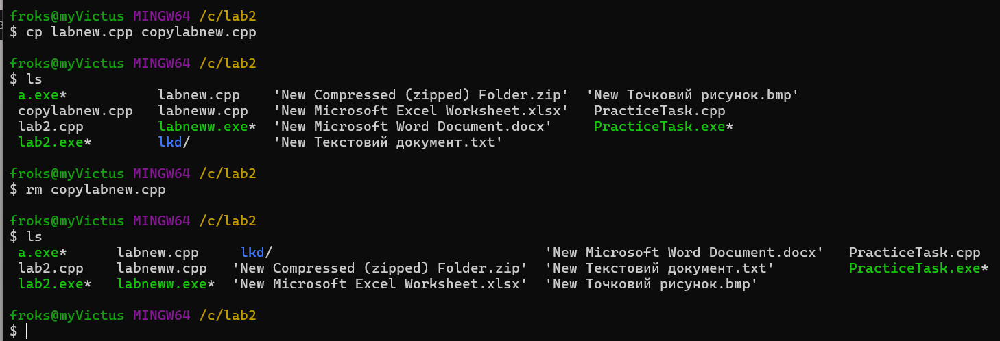 froks@myVictus MINGW64 /c/lab2
$ cp labnew.cpp copylabnew.cpp
froks@myVictus MINGW64 /c/lab2
$ ls
a.exe* labnew.cpp 'New Compressed (zipped) Folder.zip' 'New Точковий рисунок.bmp'
copylabnew.cpp labneww.cpp 'New Microsoft Excel Worksheet.xlsx' PracticeTask.cpp
lab2.cpp labneww.exe* 'New Microsoft Word Document.docx' PracticeTask.exe*
lab2.exe* lkd/ 'New Текстовий документ.txt'
froks@myVictus MINGW64 /c/lab2
$ rm copylabnew.cpp
froks@myVictus MINGW64 /c/lab2
$ ls
a.exe* labnew.cpp lkd/ 'New Microsoft Word Document.docx' PracticeTask.cpp
lab2.cpp labneww.cpp 'New Compressed (zipped) Folder.zip' 'New Текстовий документ.txt' PracticeTask.exe*
lab2.exe* labneww.exe* 'New Microsoft Excel Worksheet.xlsx' 'New Точковий рисунок.bmp'
froks@myVictus MINGW64 /c/lab2
$